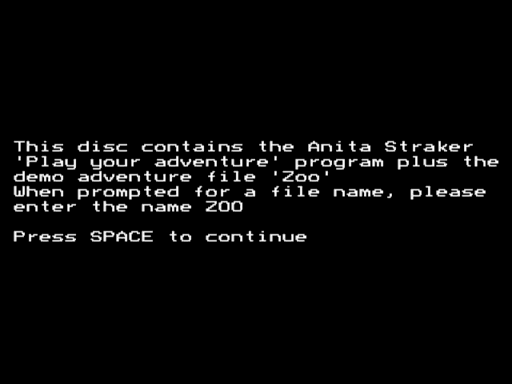 This disc contains the Anita Straker
'Play your adventure' program plus the
demo adventure file 'Zoo'
When prompted for a file name, please
enter the name ZOO
Press SPACE to continue